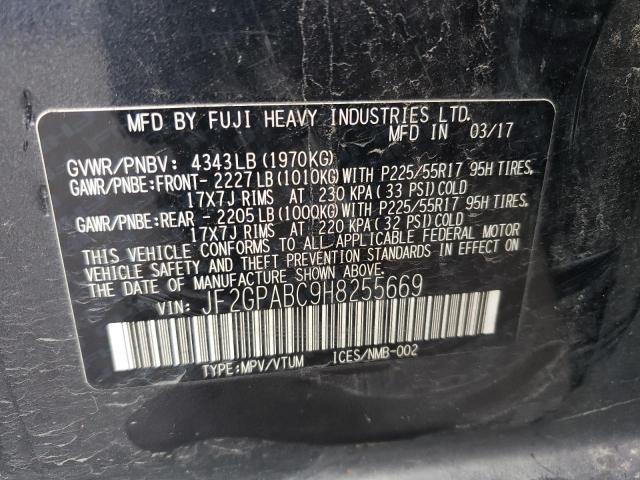 MFD BY FUJI HEAVY INDUSTRIES LTD.
MFD IN 03/17
GVWR/PNBV: 4343LB(1970KG)
GAWR/PNBE:FRONT-2227LB(1010KG)WITH P225/55R17 95H TIRES,
17X7J RIMS AT 230 KPA(33 PSI)COLD
GAWR/PNBE:REAR -2205LB(1000KG)WITH P225/55R17 95H TIRES,
17X7J RIMS AT 220 KPA(32 PSI)COLD
THIS VEHICLE CONFORMS TO ALL APPLICABLE FEDERAL MOTOR
VEHICLE SAFETY AND THEFT PREVENTION STANDARDS IN EFFECT ON
THE DATE OF MANUFACTURE SHOWN ABOVE.
VIN: JF2GPABC9H8255669
TYPE:MPV/VTUM ICES/NMB-002